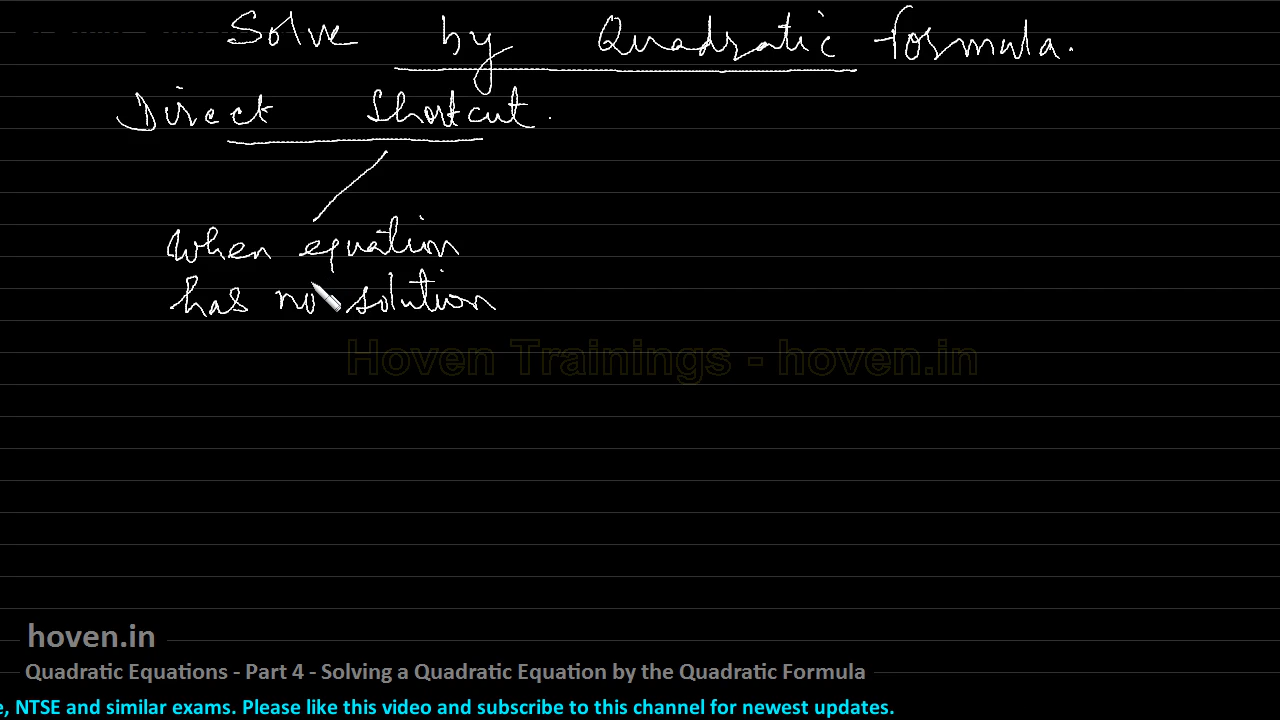 Solve by Quadratic formula.
Direct Shortcut.
When equation
has no solution
Hoven Trainings - hoven.in
hoven.in
Quadratic Equations - Part 4 - Solving a Quadratic Equation by the Quadratic Formula
, NTSE and similar exams. Please like this video and subscribe to this channel for newest updates.